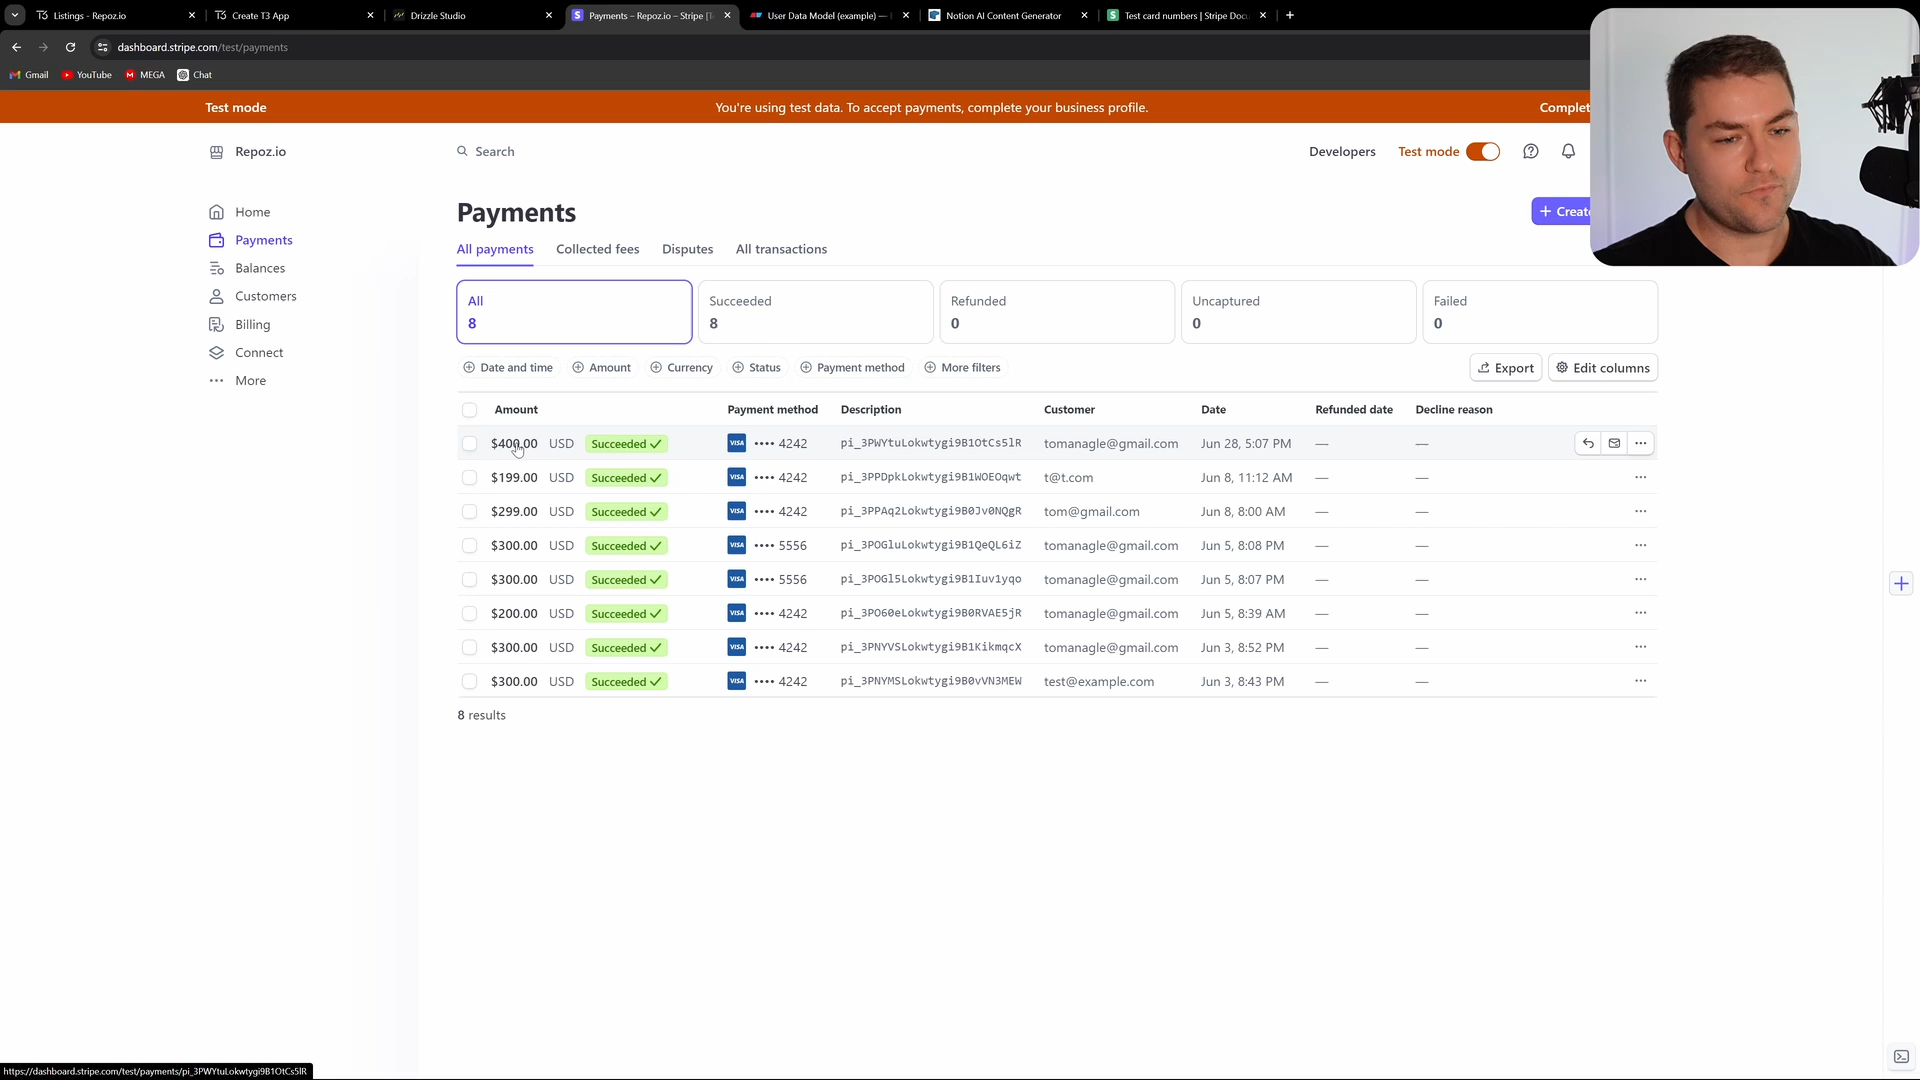 Listings - Repoz.io
Create T3 App
Drizzle Studio
Payments – Repoz.io – Stripe [T
User Data Model (example) —
Notion AI Content Generator
Test card numbers | Stripe Docu
dashboard.stripe.com/test/payments
Gmail YouTube MEGA Chat
Test mode You're using test data. To accept payments, complete your business profile. Complet
Repoz.io Search Developers Test mode
Home
Payments
Balances
Customers
Billing
Connect
More
Payments
Create
All payments Collected fees Disputes All transactions
All Succeeded Refunded Uncaptured Failed
8 8 0 0 0
Date and time Amount Currency Status Payment method More filters Export Edit columns
Amount Payment method Description Customer Date Refunded date Decline reason
$400.00 USD Succeeded VISA •••• 4242 pi_3PWYtuLokwtygi9B1OtCs5lR tomanagle@gmail.com Jun 28, 5:07 PM — —
$199.00 USD Succeeded VISA •••• 4242 pi_3PPDpkLokwtygi9B1WOEOqwt t@t.com Jun 8, 11:12 AM — —
$299.00 USD Succeeded VISA •••• 4242 pi_3PPAq2Lokwtygi9B0Jv0NQgR tom@gmail.com Jun 8, 8:00 AM — —
$300.00 USD Succeeded VISA •••• 5556 pi_3POGluLokwtygi9B1QeQL6iZ tomanagle@gmail.com Jun 5, 8:08 PM — —
$300.00 USD Succeeded VISA •••• 5556 pi_3POGl5Lokwtygi9B1Iuv1yqo tomanagle@gmail.com Jun 5, 8:07 PM — —
$200.00 USD Succeeded VISA •••• 4242 pi_3PO60eLokwtygi9B0RVAE5jR tomanagle@gmail.com Jun 5, 8:39 AM — —
$300.00 USD Succeeded VISA •••• 4242 pi_3PNYVSLokwtygi9B1KikmqcX tomanagle@gmail.com Jun 3, 8:52 PM — —
$300.00 USD Succeeded VISA •••• 4242 pi_3PNYMSLokwtygi9B0vVN3MEW test@example.com Jun 3, 8:43 PM — —
8 results
https://dashboard.stripe.com/test/payments/pi_3PWYtuLokwtygi9B1OtCs5lR